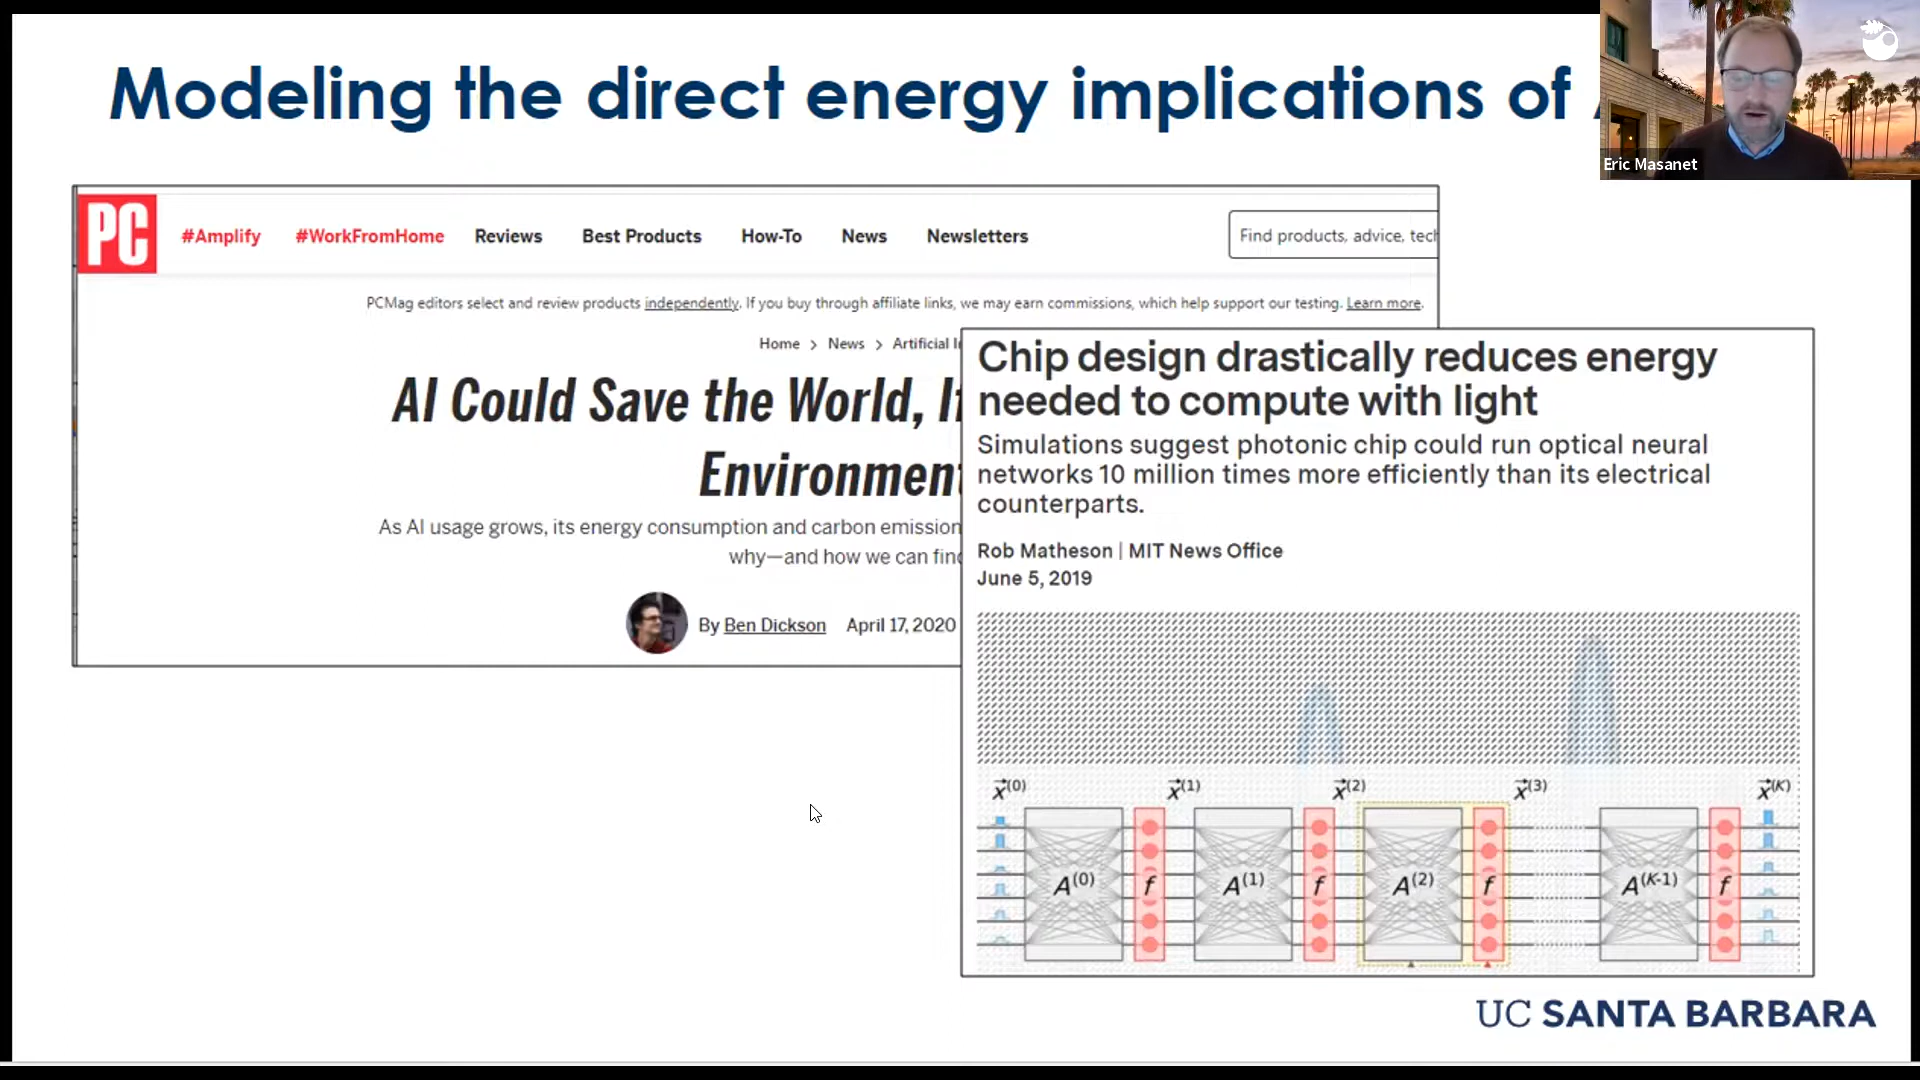 Modeling the direct energy implications of
Eric Masanet
PC
#Amplify
#WorkFromHome
Reviews
Best Products
How-To
News
Newsletters
Find products, advice, tech
PCMag editors select and review products independently. If you buy through affiliate links, we may earn commissions, which help support our testing. Learn more.
Home > News > Artificial
AI Could Save the World,
Environment
As AI usage grows, its energy consumption and carbon emission
why—and how we can find
By Ben Dickson April 17, 2020
Chip design drastically reduces energy
needed to compute with light
Simulations suggest photonic chip could run optical neural
networks 10 million times more efficiently than its electrical
counterparts.
Rob Matheson | MIT News Office
June 5, 2019
x⃗(0) x⃗(1) x⃗(2) x⃗(3) x⃗(K)
A(0) f A(1) f A(2) f A(K-1) f
UC SANTA BARBARA